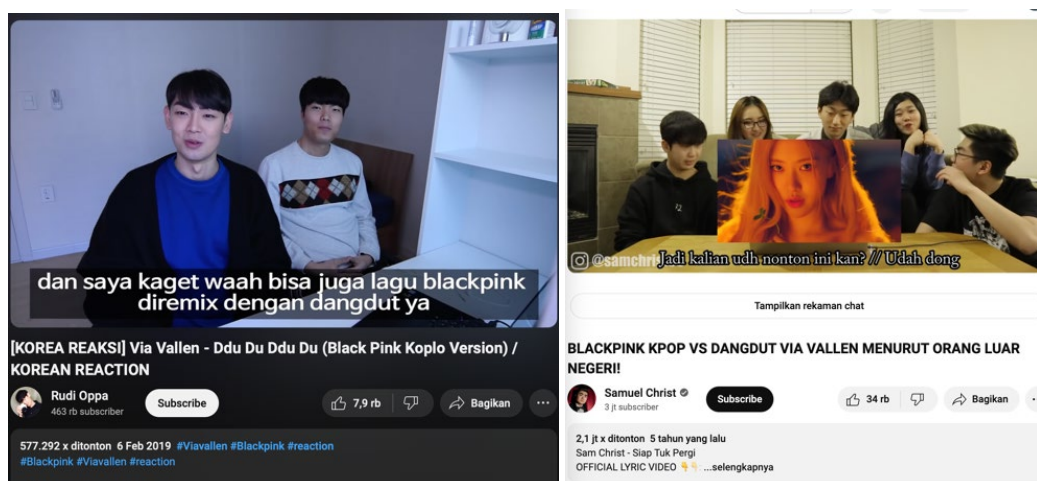 dan saya kaget waah bisa juga lagu blackpink
diremix dengan dangdut ya
[KOREA REAKSI] Via Vallen - Ddu Du Ddu Du (Black Pink Koplo Version) /
KOREAN REACTION
Rudi Oppa
463 rb subscriber
Subscribe
7,9 rb
Bagikan
577.292 x ditonton 6 Feb 2019 #Viavallen #Blackpink #reaction
#Blackpink #Viavallen #reaction
@samchrist
Jadi kalian udh nonton ini kan? // Udah dong
Tampilkan rekaman chat
BLACKPINK KPOP VS DANGDUT VIA VALLEN MENURUT ORANG LUAR
NEGERI!
Samuel Christ
3 jt subscriber
Subscribe
34 rb
Bagikan
2,1 jt x ditonton 5 tahun yang lalu
Sam Christ - Siap Tuk Pergi
OFFICIAL LYRIC VIDEO 👇👇: ...selengkapnya